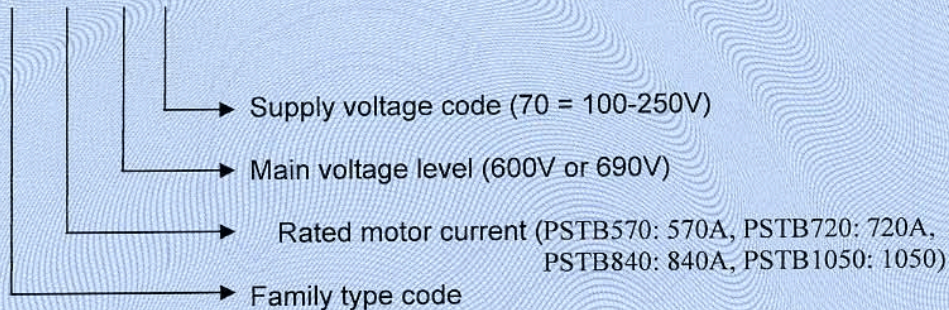 Supply voltage code (70 = 100-250V)
Main voltage level (600V or 690V)
Rated motor current (PSTB570: 570A, PSTB720: 720A,
PSTB840: 840A, PSTB1050: 1050)
Family type code